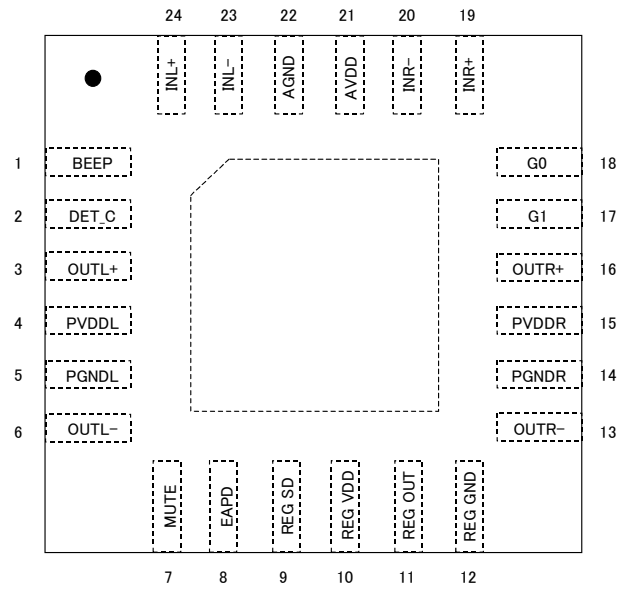 24 23 22 21 20 19
INL+ INL- AGND AVDD INR- INR+
1 BEEP G0 18
2 DET_C G1 17
3 OUTL+ OUTR+ 16
4 PVDDL PVDDR 15
5 PGNDL PGNDR 14
6 OUTL- OUTR- 13
MUTE EAPD REG SD REG VDD REG OUT REG GND
7 8 9 10 11 12